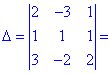 Δ = |2 −3 1|
|1 1 1| =
|3 −2 2|